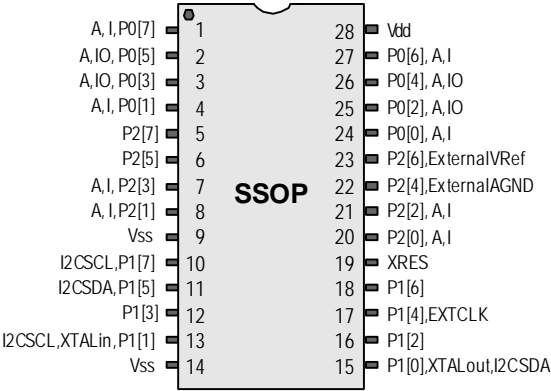 A, I, P0[7] 1 28 Vdd
A, IO, P0[5] 2 27 P0[6], A, I
A, IO, P0[3] 3 26 P0[4], A, IO
A, I, P0[1] 4 25 P0[2], A, IO
P2[7] 5 24 P0[0], A, I
P2[5] 6 23 P2[6],ExternalVRef
A, I, P2[3] 7 22 P2[4],ExternalAGND
SSOP
A, I, P2[1] 8 21 P2[2], A, I
Vss 9 20 P2[0], A, I
I2CSCL,P1[7] 10 19 XRES
I2CSDA,P1[5] 11 18 P1[6]
P1[3] 12 17 P1[4],EXTCLK
I2CSCL,XTALin,P1[1] 13 16 P1[2]
Vss 14 15 P1[0],XTALout,I2CSDA